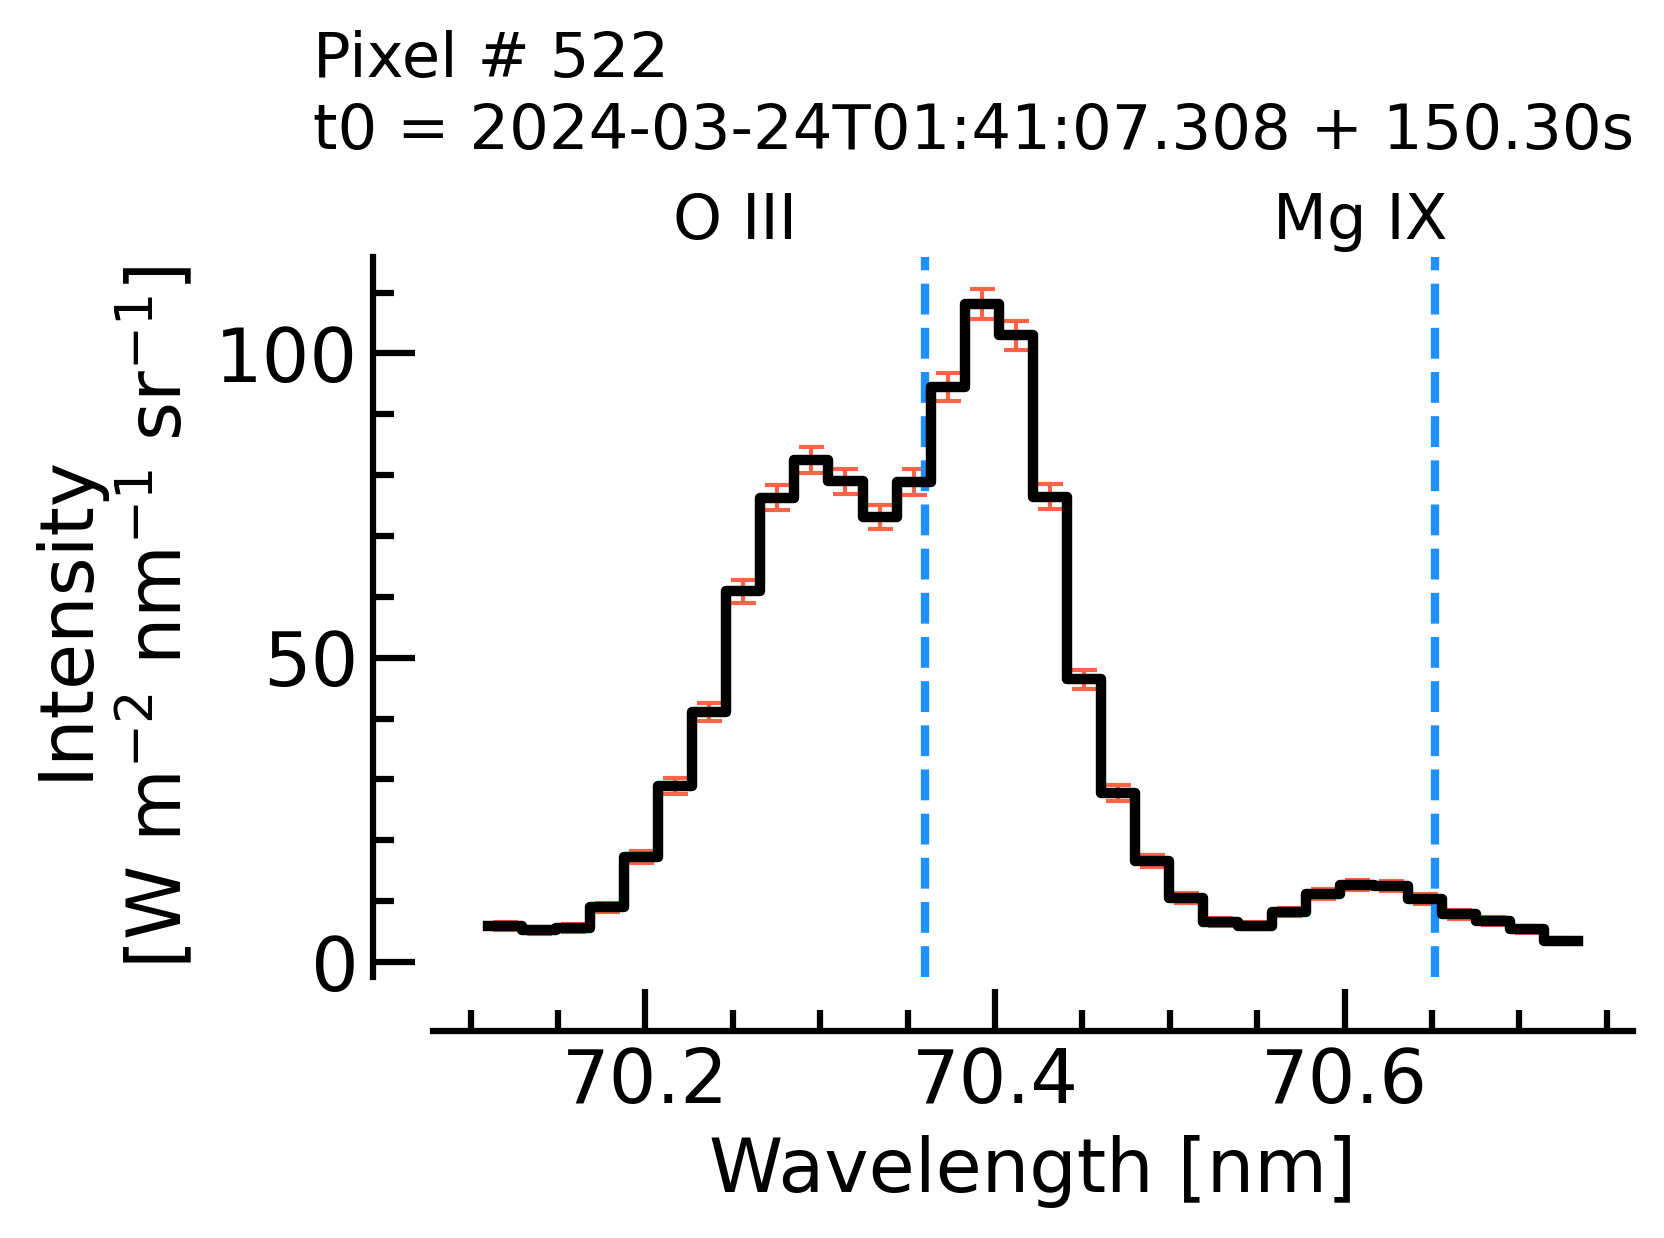 Pixel # 522
t0 = 2024-03-24T01:41:07.308 + 150.30s
O III Mg IX
Intensity
[W m⁻² nm⁻¹ sr⁻¹]
100
50
0
70.2 70.4 70.6
Wavelength [nm]